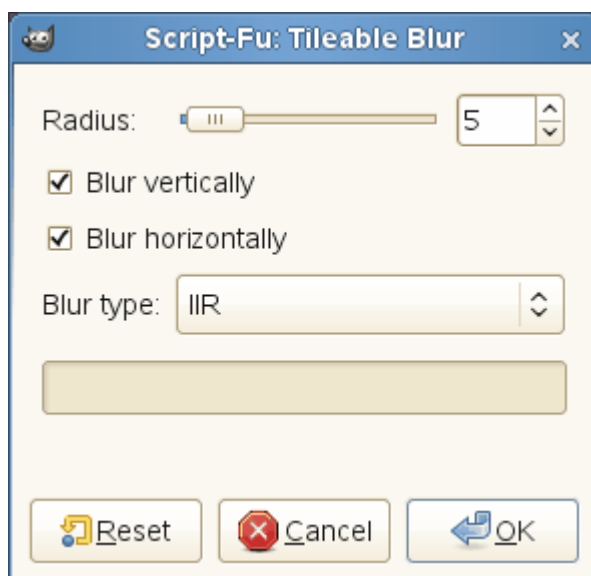 Script-Fu: Tileable Blur
Radius: 5
Blur vertically
Blur horizontally
Blur type: IIR
Reset Cancel OK